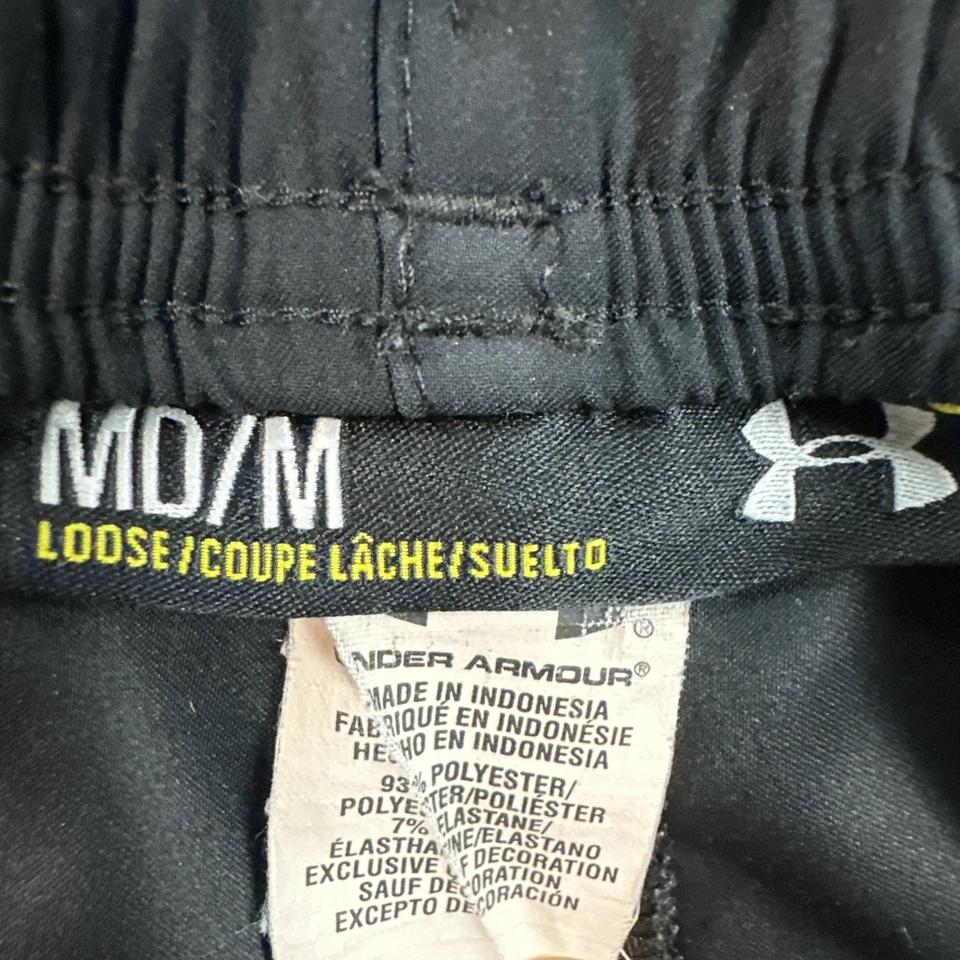 MD/M
LOOSE/COUPE LÂCHE/SUELTO
®
UNDER ARMOUR®
MADE IN INDONESIA
FABRIQUÉ EN INDONÉSIE
HECHO EN INDONESIA
93% POLYESTER/
POLYESTER/POLIÉSTER
7% ELASTANE/
ÉLASTHANNE/ELASTANO
EXCLUSIVE OF DECORATION
SAUF DÉCORATION
EXCEPTO DECORACIÓN